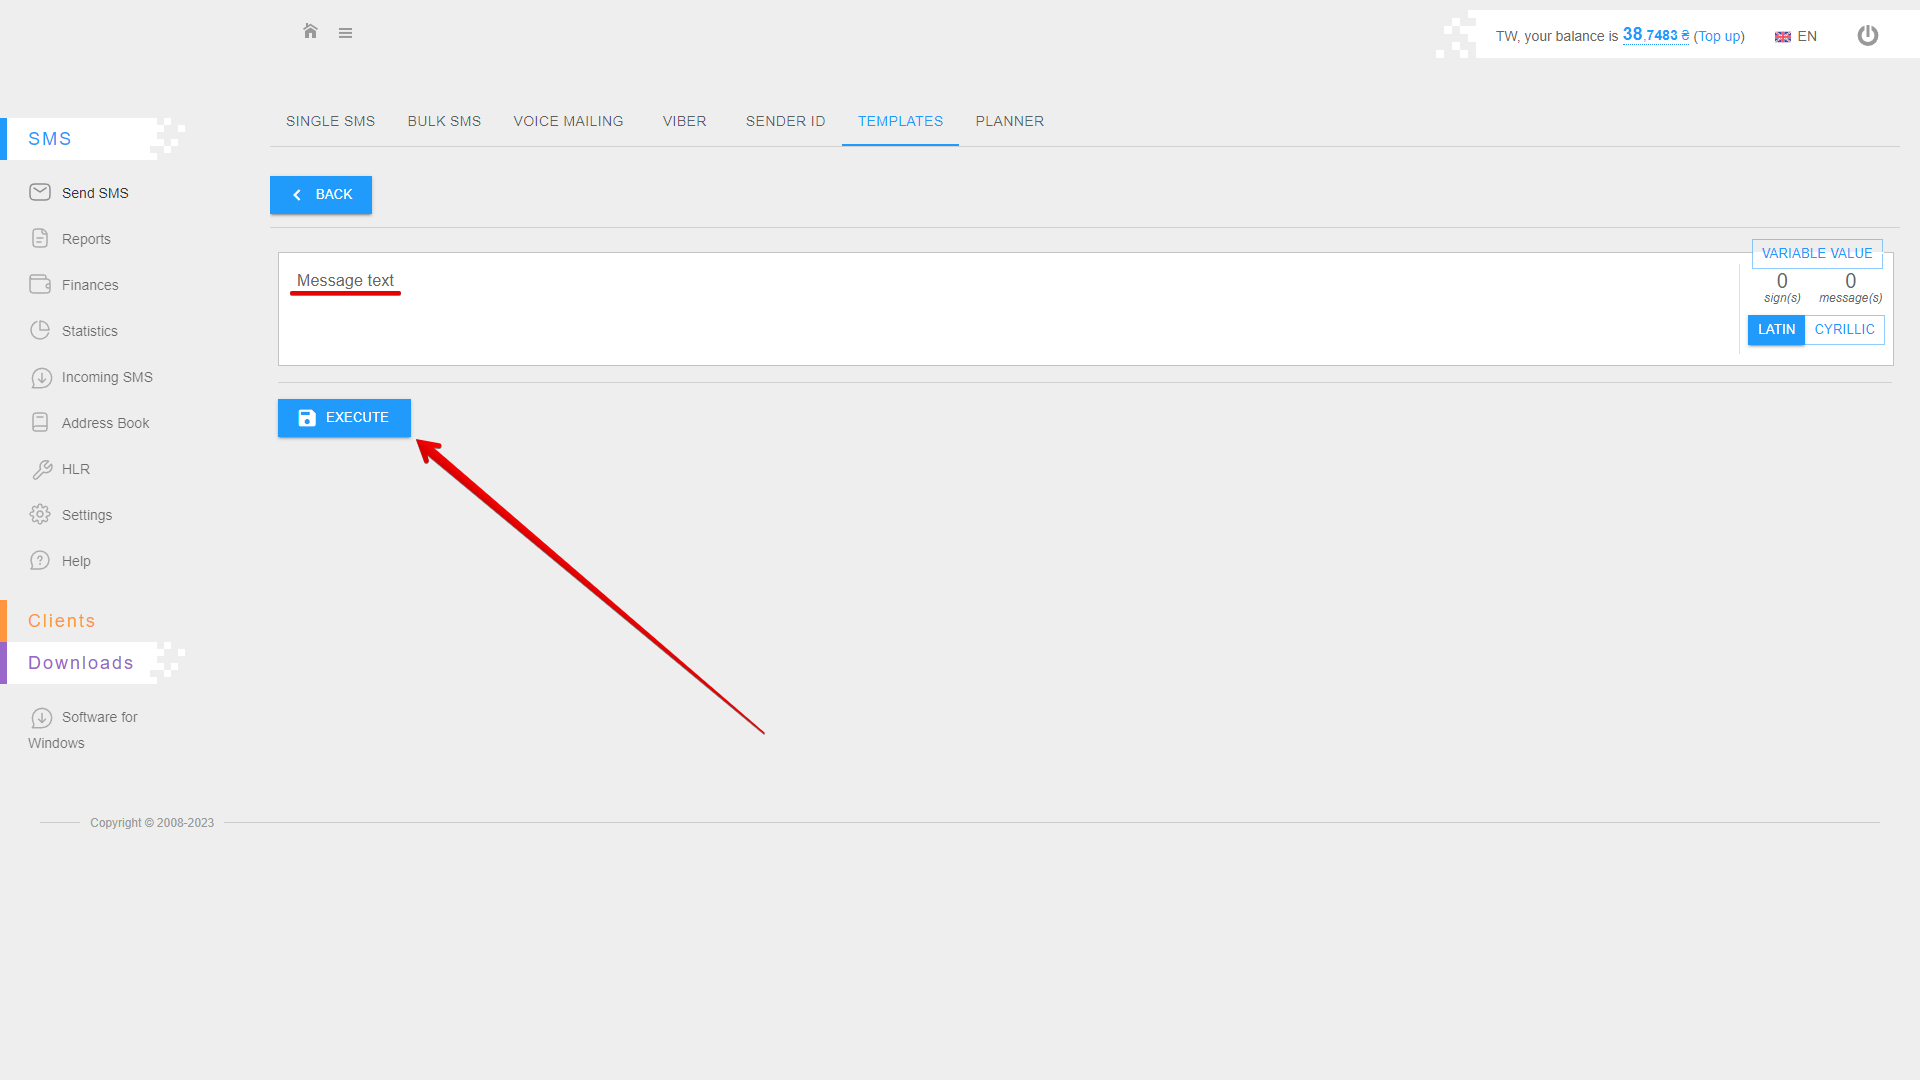 TW, your balance is 38,7483 ₴ (Top up) EN
SMS
Send SMS
Reports
Finances
Statistics
Incoming SMS
Address Book
HLR
Settings
Help
Clients
Downloads
Software for
Windows
SINGLE SMS BULK SMS VOICE MAILING VIBER SENDER ID TEMPLATES PLANNER
BACK
Message text
VARIABLE VALUE
0 0
sign(s) message(s)
LATIN CYRILLIC
EXECUTE
Copyright © 2008-2023